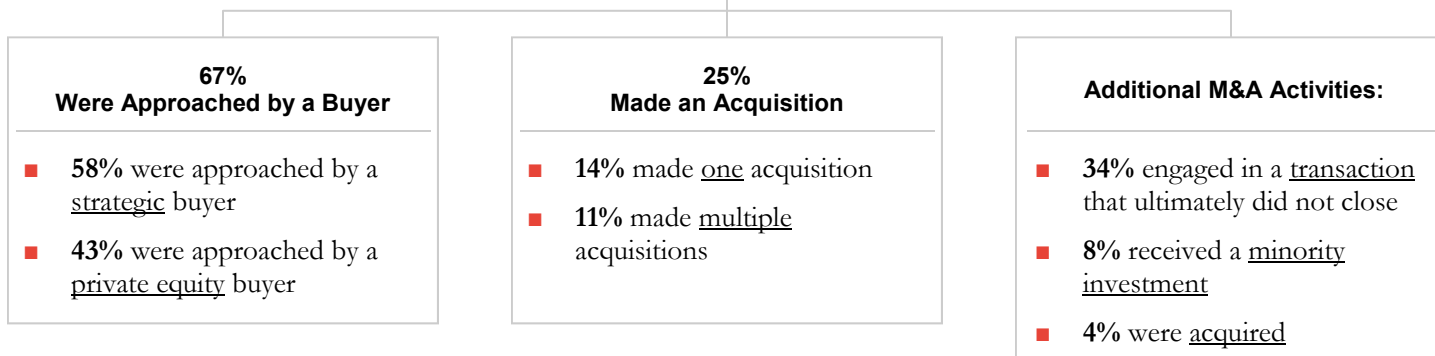 67%
Were Approached by a Buyer
■ 58% were approached by a
strategic buyer
■ 43% were approached by a
private equity buyer
25%
Made an Acquisition
■ 14% made one acquisition
■ 11% made multiple
acquisitions
Additional M&A Activities:
■ 34% engaged in a transaction
that ultimately did not close
■ 8% received a minority
investment
■ 4% were acquired